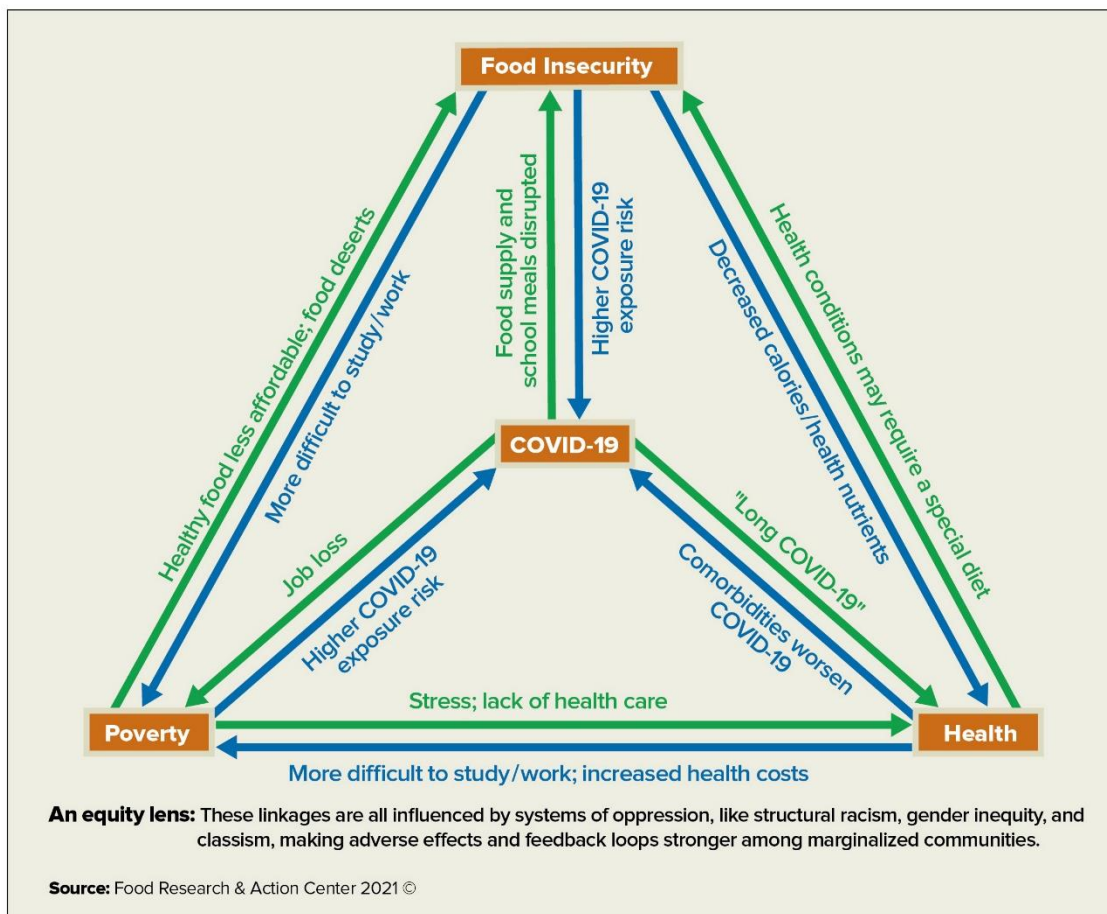 Food Insecurity
Healthy food less affordable; food deserts
More difficult to study/work
Food supply and
school meals disrupted
Higher COVID-19
exposure risk
Decreased calories/health nutrients
Health conditions may require a special diet
COVID-19
Job loss
Higher COVID-19
exposure risk
"Long COVID-19"
Comorbidities worsen
COVID-19
Poverty
Stress; lack of health care
Health
More difficult to study/work; increased health costs
An equity lens: These linkages are all influenced by systems of oppression, like structural racism, gender inequity, and
classism, making adverse effects and feedback loops stronger among marginalized communities.
Source: Food Research & Action Center 2021 ©